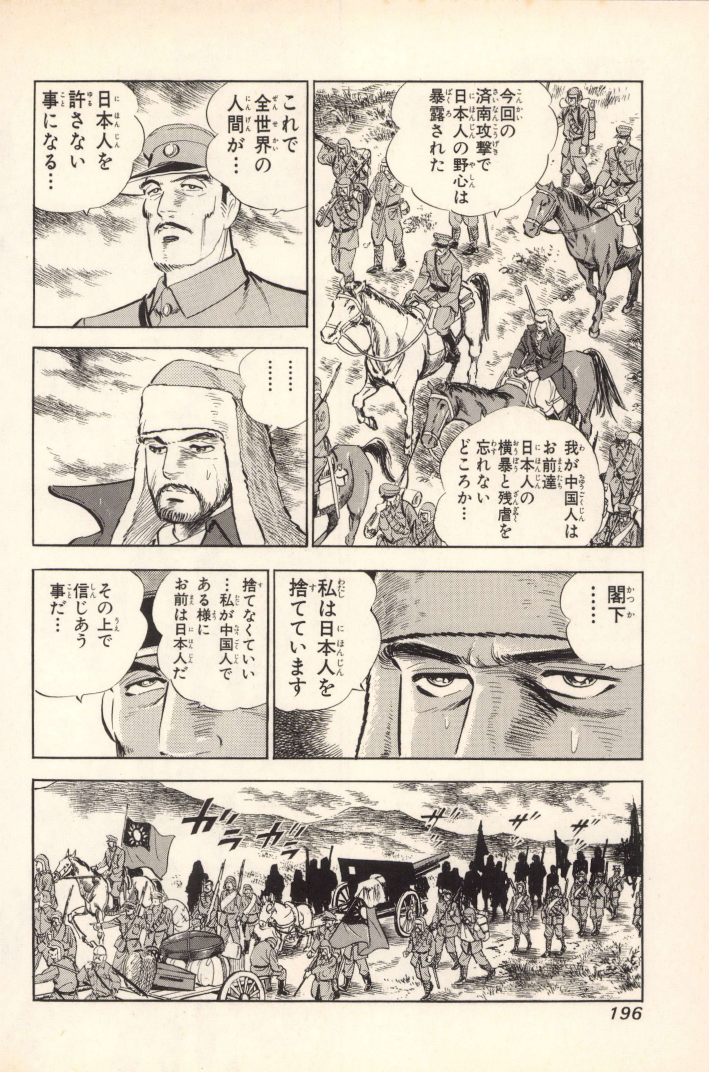 今回の
済南攻撃で
日本人の野心は
暴露された
我が中国人は
お前達
日本人の
横暴と残虐を
忘れない
どころか…
これで
全世界の
人間が…
日本人を
許さない
事になる…
……
……
閣下
……
私は日本人を
捨てています
捨てなくていい
…私が中国人で
ある様に
お前は日本人だ
その上で
信じあう
事だ…
ガラ
ガラ
ザッ
ザッ
ザッ
196